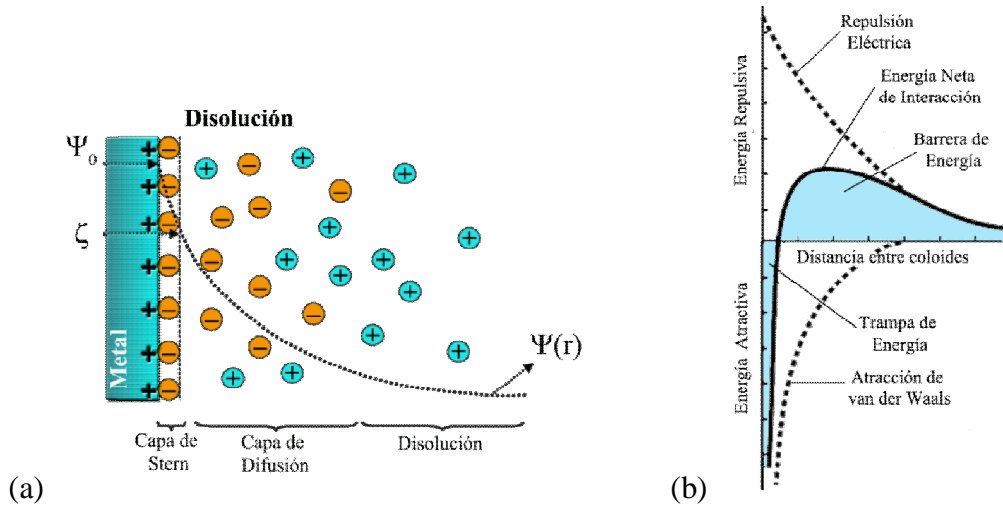 Disolución
Ψo
ζ
Metal
Ψ(r)
Capa de
Stern
Capa de
Difusión
Disolución
(a)
Energía Repulsiva
Energía Atractiva
Repulsión
Eléctrica
Energía Neta
de Interacción
Barrera de
Energía
Distancia entre coloides
Trampa de
Energía
Atracción de
van der Waals
(b)